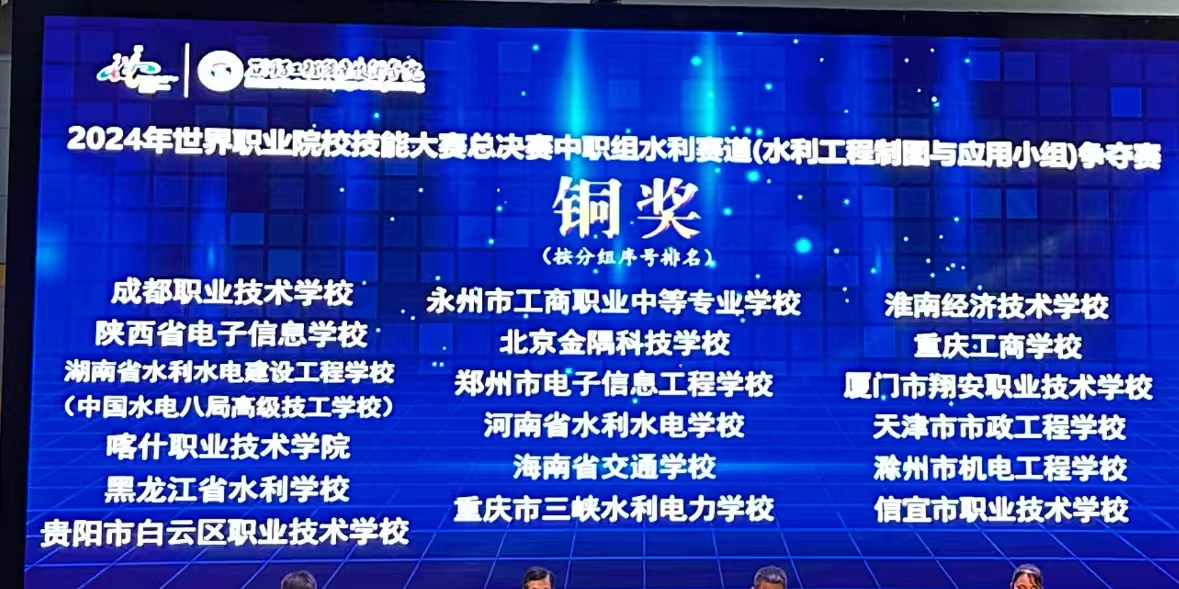 2024年世界职业院校技能大赛总决赛中职组水利赛道(水利工程制图与应用小组)争夺赛
铜奖
（按分组序号排名）
成都职业技术学校
陕西省电子信息学校
湖南省水利水电建设工程学校
（中国水电八局高级技工学校）
喀什职业技术学院
黑龙江省水利学校
贵阳市白云区职业技术学校
永州市工商职业中等专业学校
北京金隅科技学校
郑州市电子信息工程学校
河南省水利水电学校
海南省交通学校
重庆市三峡水利电力学校
淮南经济技术学校
重庆工商学校
厦门市翔安职业技术学校
天津市市政工程学校
滁州市机电工程学校
信宜市职业技术学校